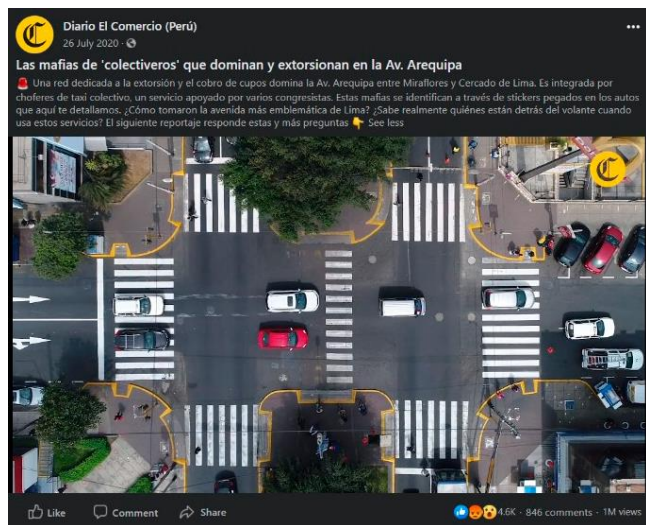 Diario El Comercio (Perú)
26 July 2020 ·
Las mafias de 'colectiveros' que dominan y extorsionan en la Av. Arequipa
Una red dedicada a la extorsión y el cobro de cupos domina la Av. Arequipa entre Miraflores y Cercado de Lima. Es integrada por
choferes de taxi colectivo, un servicio apoyado por varios congresistas. Estas mafias se identifican a través de stickers pegados en los autos
que aquí te detallamos. ¿Cómo tomaron la avenida más emblemática de Lima? ¿Sabe realmente quiénes están detrás del volante cuando
usa estos servicios? El siguiente reportaje responde estas y más preguntas 👇 See less
Like Comment Share 4.6K · 846 comments · 1M views